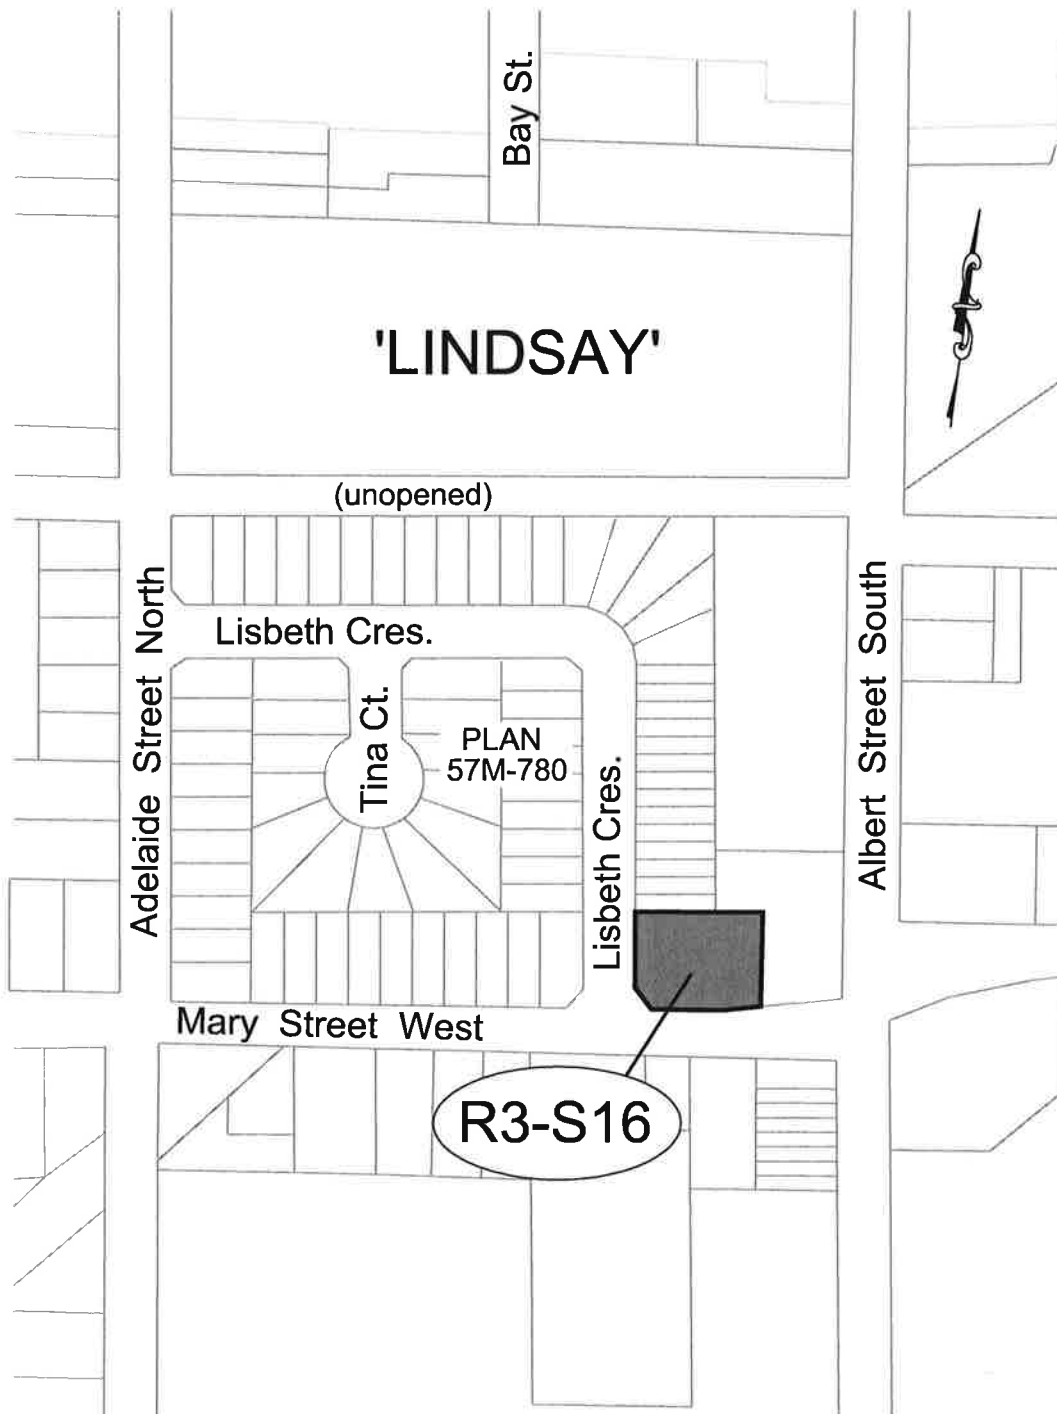 Bay St.
'LINDSAY'
(unopened)
Adelaide Street North
Lisbeth Cres.
Tina Ct.
PLAN
57M-780
Lisbeth Cres.
Albert Street South
Mary Street West
R3-S16